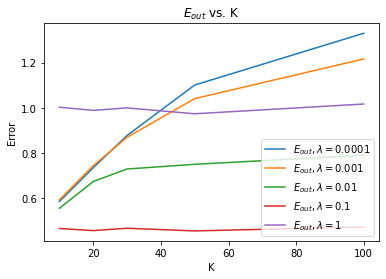 E_out vs. K
Error
1.2
1.0
0.8
0.6
20
40
60
80
100
K
E_out, λ = 0.0001
E_out, λ = 0.001
E_out, λ = 0.01
E_out, λ = 0.1
E_out, λ = 1